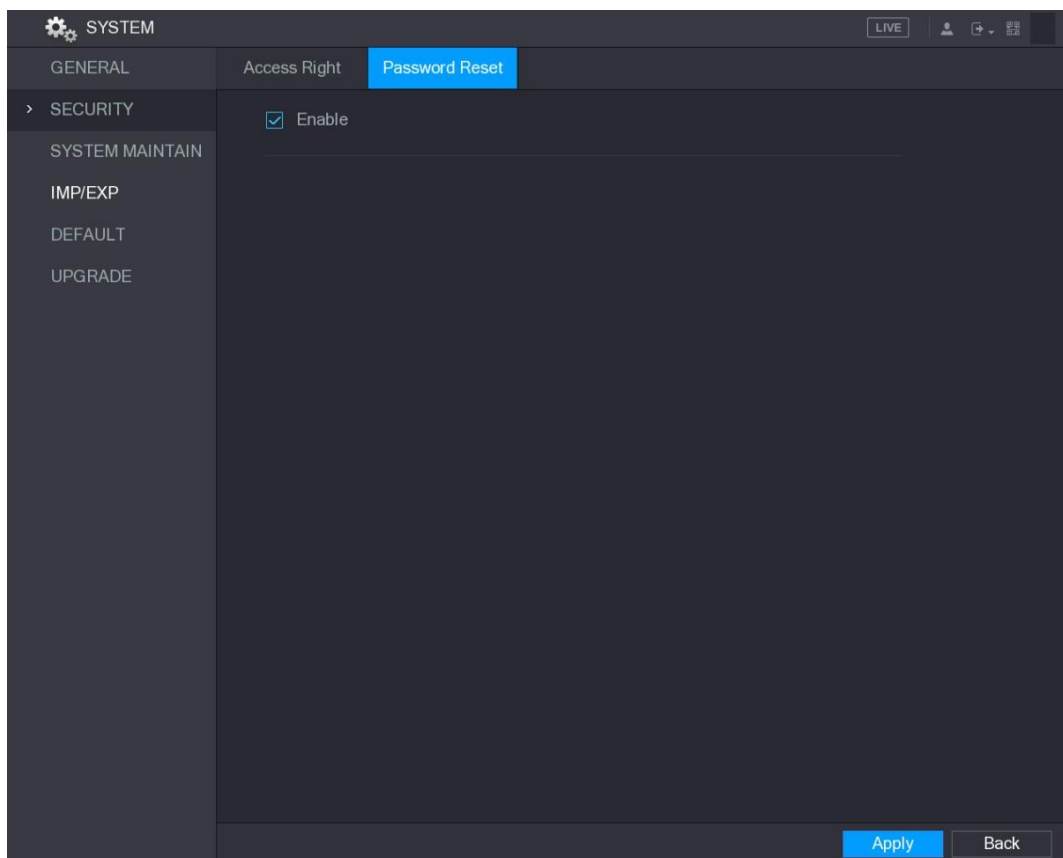 SYSTEM
LIVE
GENERAL
Access Right
Password Reset
SECURITY
Enable
SYSTEM MAINTAIN
IMP/EXP
DEFAULT
UPGRADE
Apply
Back